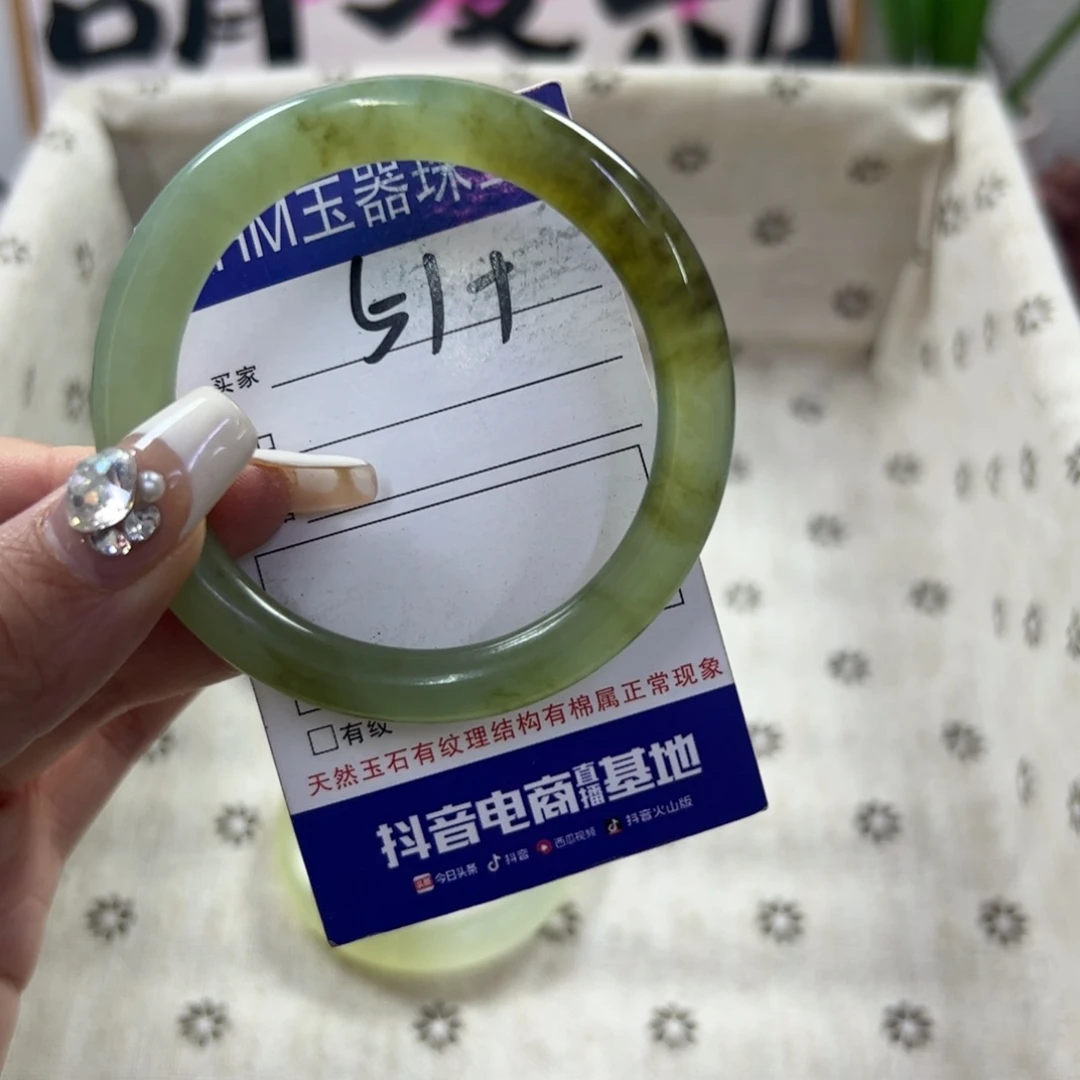 HM玉器珠
51+
买家
有纹
天然玉石有纹理结构有棉属正常现象
抖音电商直播基地
今日头条 抖音 西瓜视频 抖音火山版